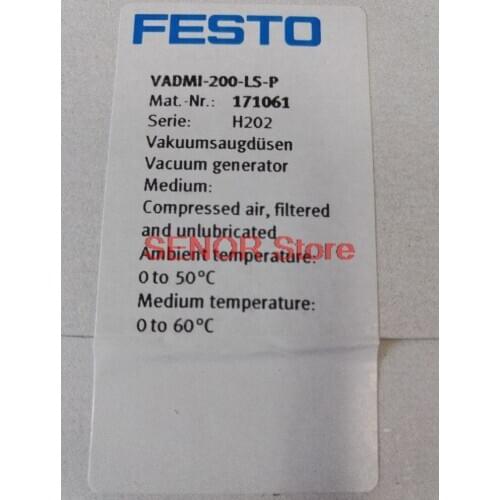 FESTO
VADMI-200-LS-P
Mat.-Nr.: 171061
Serie: H202
Vakuumsaugdüsen
Vacuum generator
Medium:
Compressed air, filtered
and unlubricated
SENOR Store
Ambient temperature:
0 to 50°C
Medium temperature:
0 to 60°C